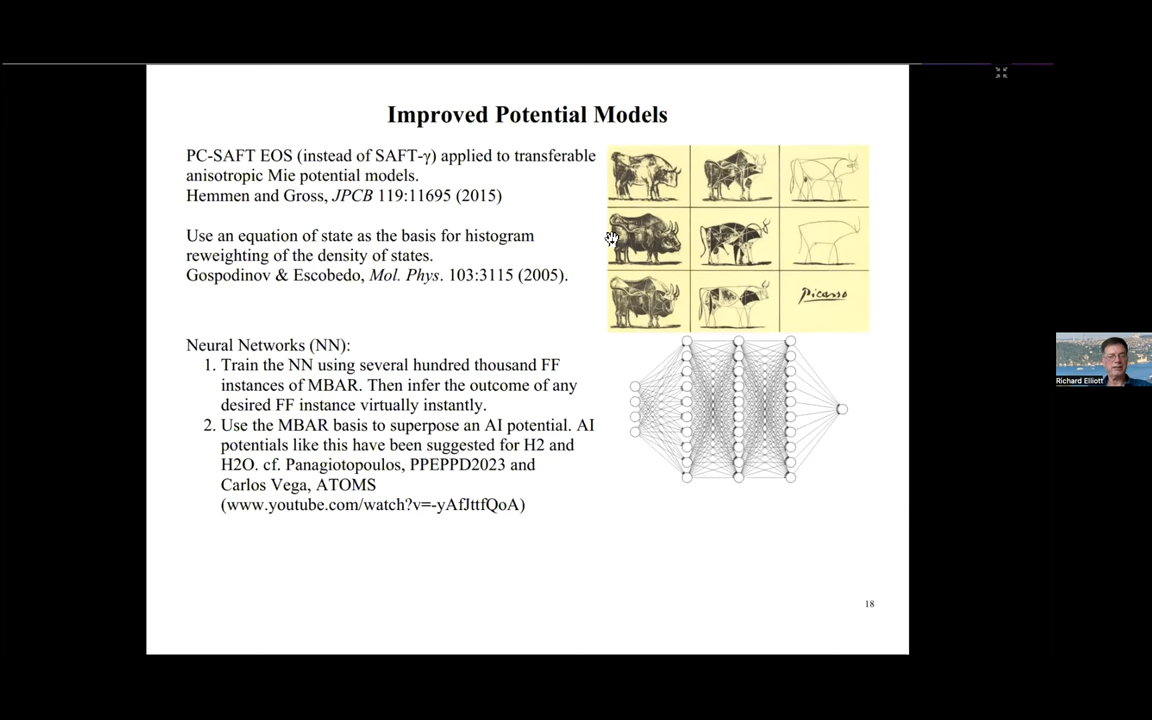 Improved Potential Models
PC-SAFT EOS (instead of SAFT-γ) applied to transferable
anisotropic Mie potential models.
Hemmen and Gross, JPCB 119:11695 (2015)
Use an equation of state as the basis for histogram
reweighting of the density of states.
Gospodinov & Escobedo, Mol. Phys. 103:3115 (2005).
Picasso
Neural Networks (NN):
1. Train the NN using several hundred thousand FF
instances of MBAR. Then infer the outcome of any
desired FF instance virtually instantly.
2. Use the MBAR basis to superpose an AI potential. AI
potentials like this have been suggested for H2 and
H2O. cf. Panagiotopoulos, PPEPPD2023 and
Carlos Vega, ATOMS
(www.youtube.com/watch?v=-yAfJttfQoA)
18
Richard Elliott